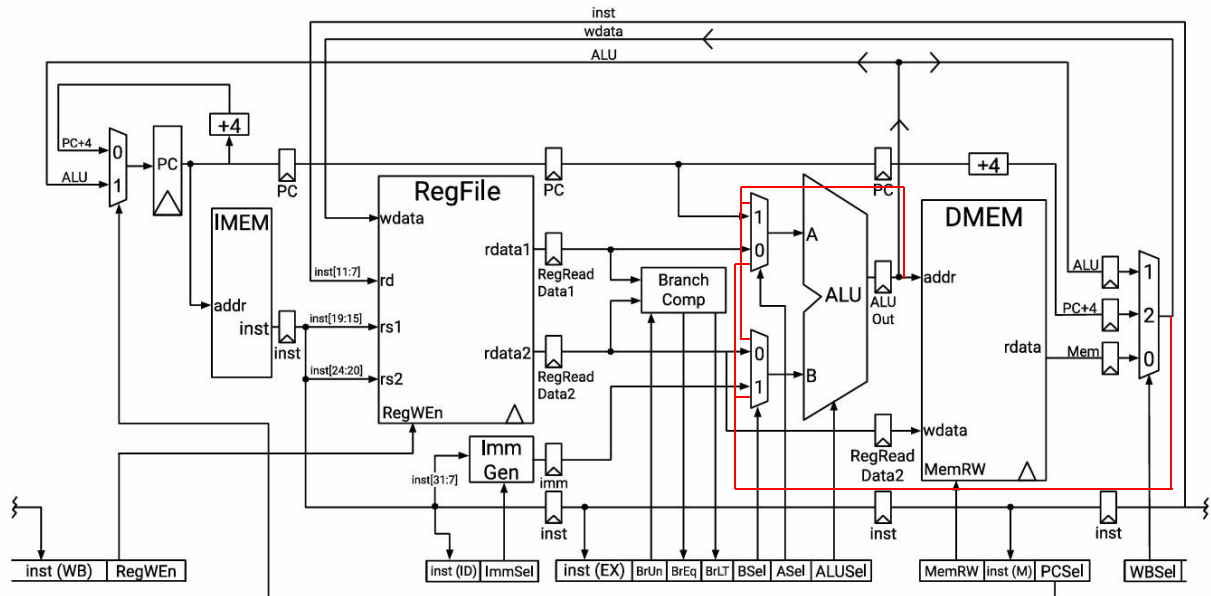 inst
wdata
ALU
+4
PC+4
0
PC
+4
ALU
1
PC
PC
PC
RegFile
IMEM
DMEM
wdata
1
A
rdata1
0
inst[11:7]
rd
RegRead
Data1
Branch
Comp
ALU
ALU
Out
addr
ALU
1
addr
PC+4
2
inst
inst
inst[19:15]
rs1
rdata2
0
rdata
Mem
0
inst[24:20]
rs2
RegRead
Data2
1
B
RegWEn
Imm
Gen
inst[31:7]
imm
RegRead
Data2
wdata
MemRW
inst
inst
inst
inst (WB)
RegWEn
inst (ID)
ImmSel
inst (EX)
BrUn
BrEq
BrLT
BSel
ASel
ALUSel
MemRW
inst (M)
PCSel
WBSel